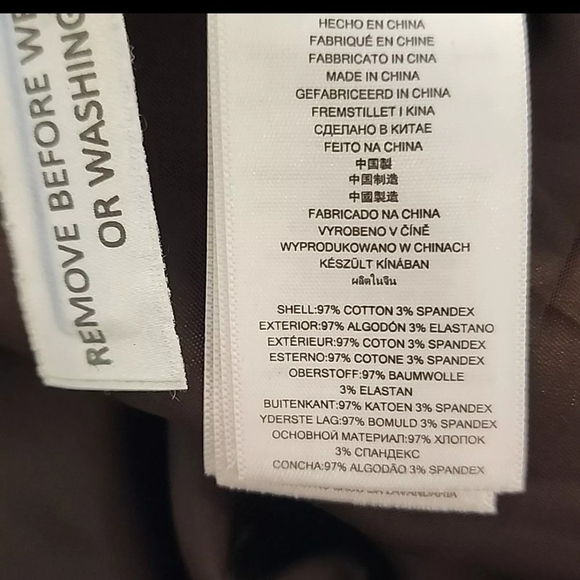 REMOVE BEFORE
OR WASHING
HECHO EN CHINA
FABRIQUÉ EN CHINE
FABBRICATO IN CINA
MADE IN CHINA
GEFABRICEERD IN CHINA
FREMSTILLET I KINA
СДЕЛАНО В КИТАЕ
FEITO NA CHINA
中国製
中国制造
中國製造
FABRICADO NA CHINA
VYROBENO V ČÍNĚ
WYPRODUKOWANO W CHINACH
KÉSZÜLT KÍNÁBAN
ผลิตในจีน
SHELL:97% COTTON 3% SPANDEX
EXTERIOR:97% ALGODÓN 3% ELASTANO
EXTÉRIEUR:97% COTON 3% SPANDEX
ESTERNO:97% COTONE 3% SPANDEX
OBERSTOFF:97% BAUMWOLLE
3% ELASTAN
BUITENKANT:97% KATOEN 3% SPANDEX
YDERSTE LAG:97% BOMULD 3% SPANDEX
ОСНОВНОЙ МАТЕРИАЛ:97% ХЛОПОК
3% СПАНДЕКС
CONCHA:97% ALGODÃO 3% SPANDEX